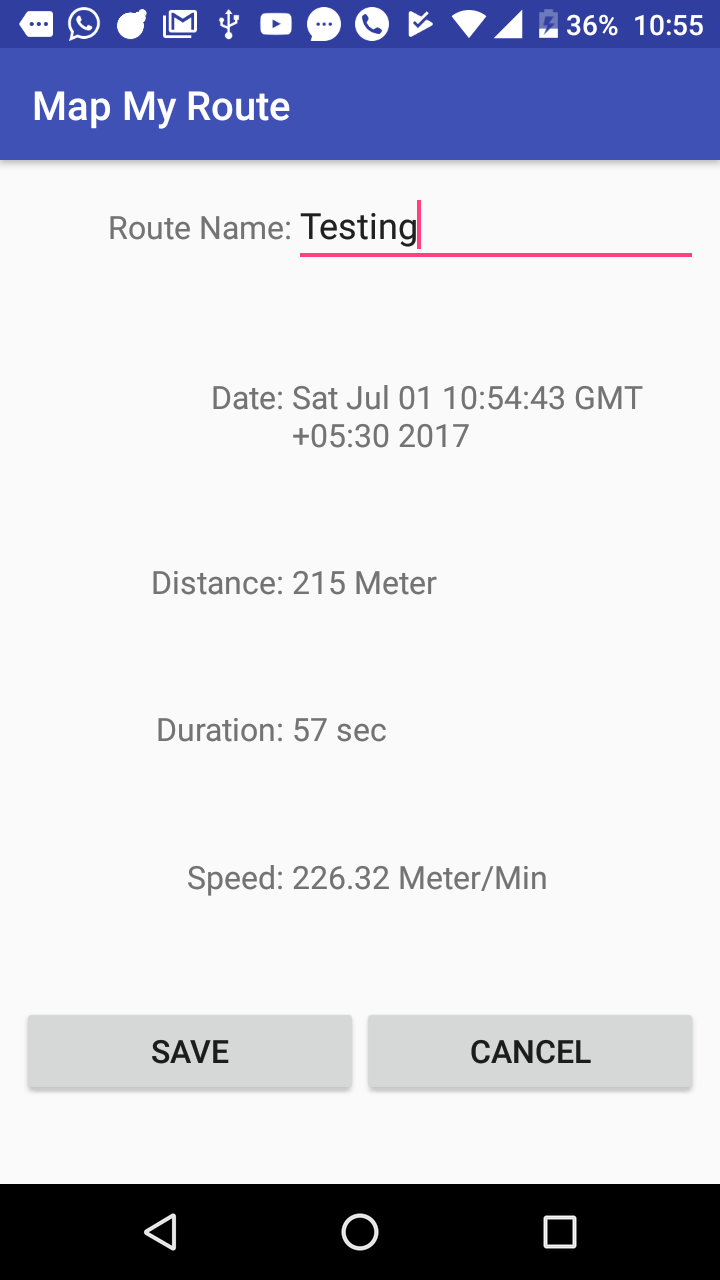 36% 10:55
Map My Route
Route Name: Testing
Date: Sat Jul 01 10:54:43 GMT
+05:30 2017
Distance: 215 Meter
Duration: 57 sec
Speed: 226.32 Meter/Min
SAVE CANCEL